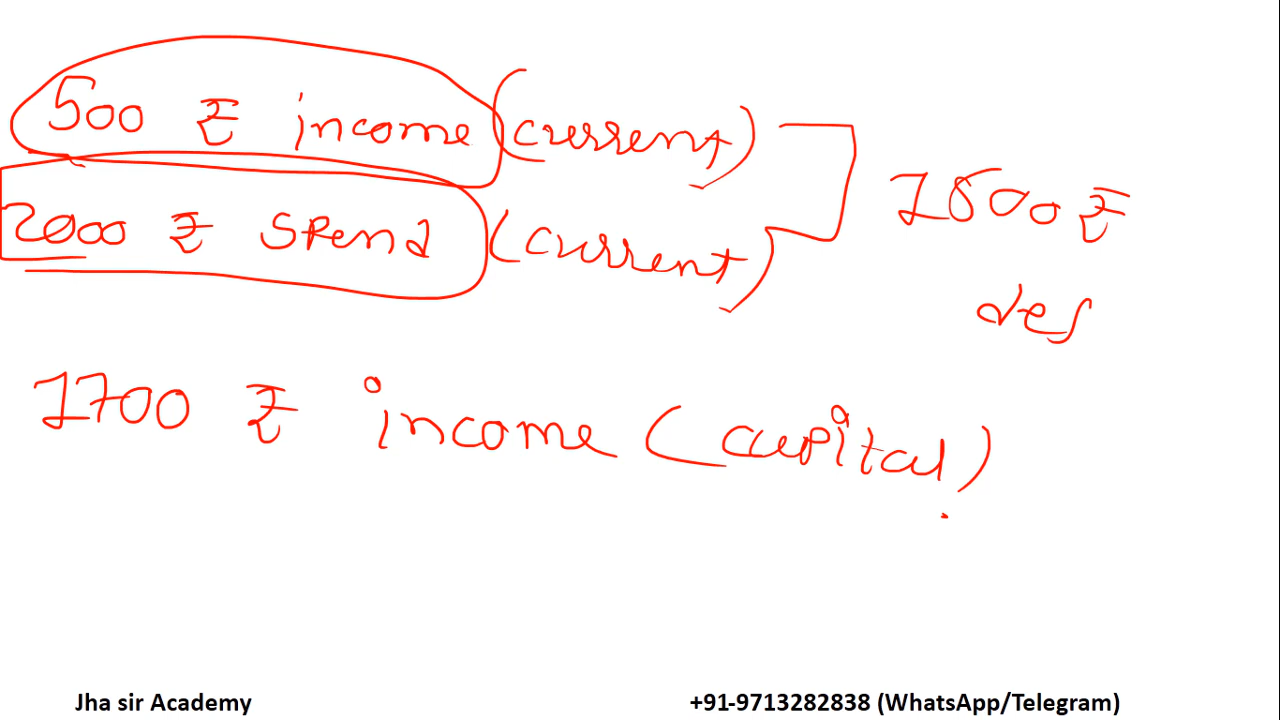 500 ₹ income (current)
2000 ₹ spend (current)
1500 ₹
def
1700 ₹ income (capital)
Jha sir Academy
+91-9713282838 (WhatsApp/Telegram)